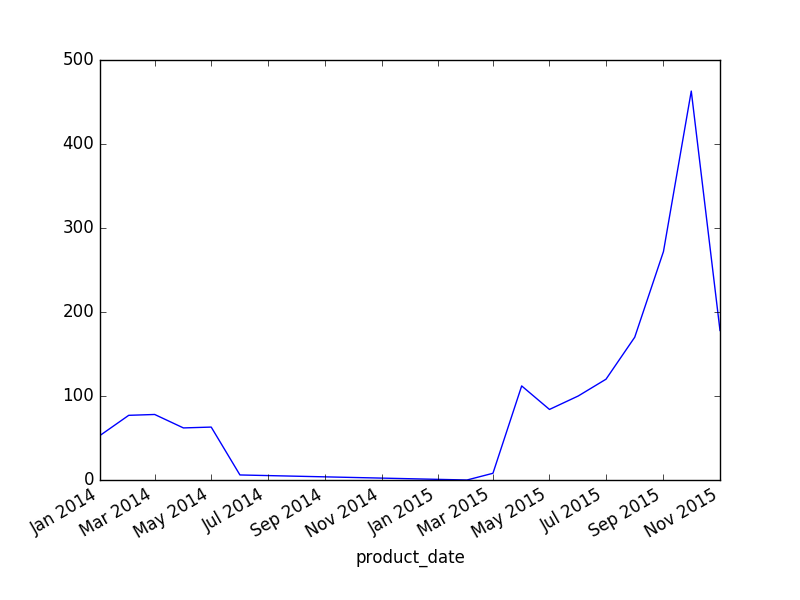 500
400
300
200
100
0
Jan 2014
Mar 2014
May 2014
Jul 2014
Sep 2014
Nov 2014
Jan 2015
Mar 2015
May 2015
Jul 2015
Sep 2015
Nov 2015
product_date